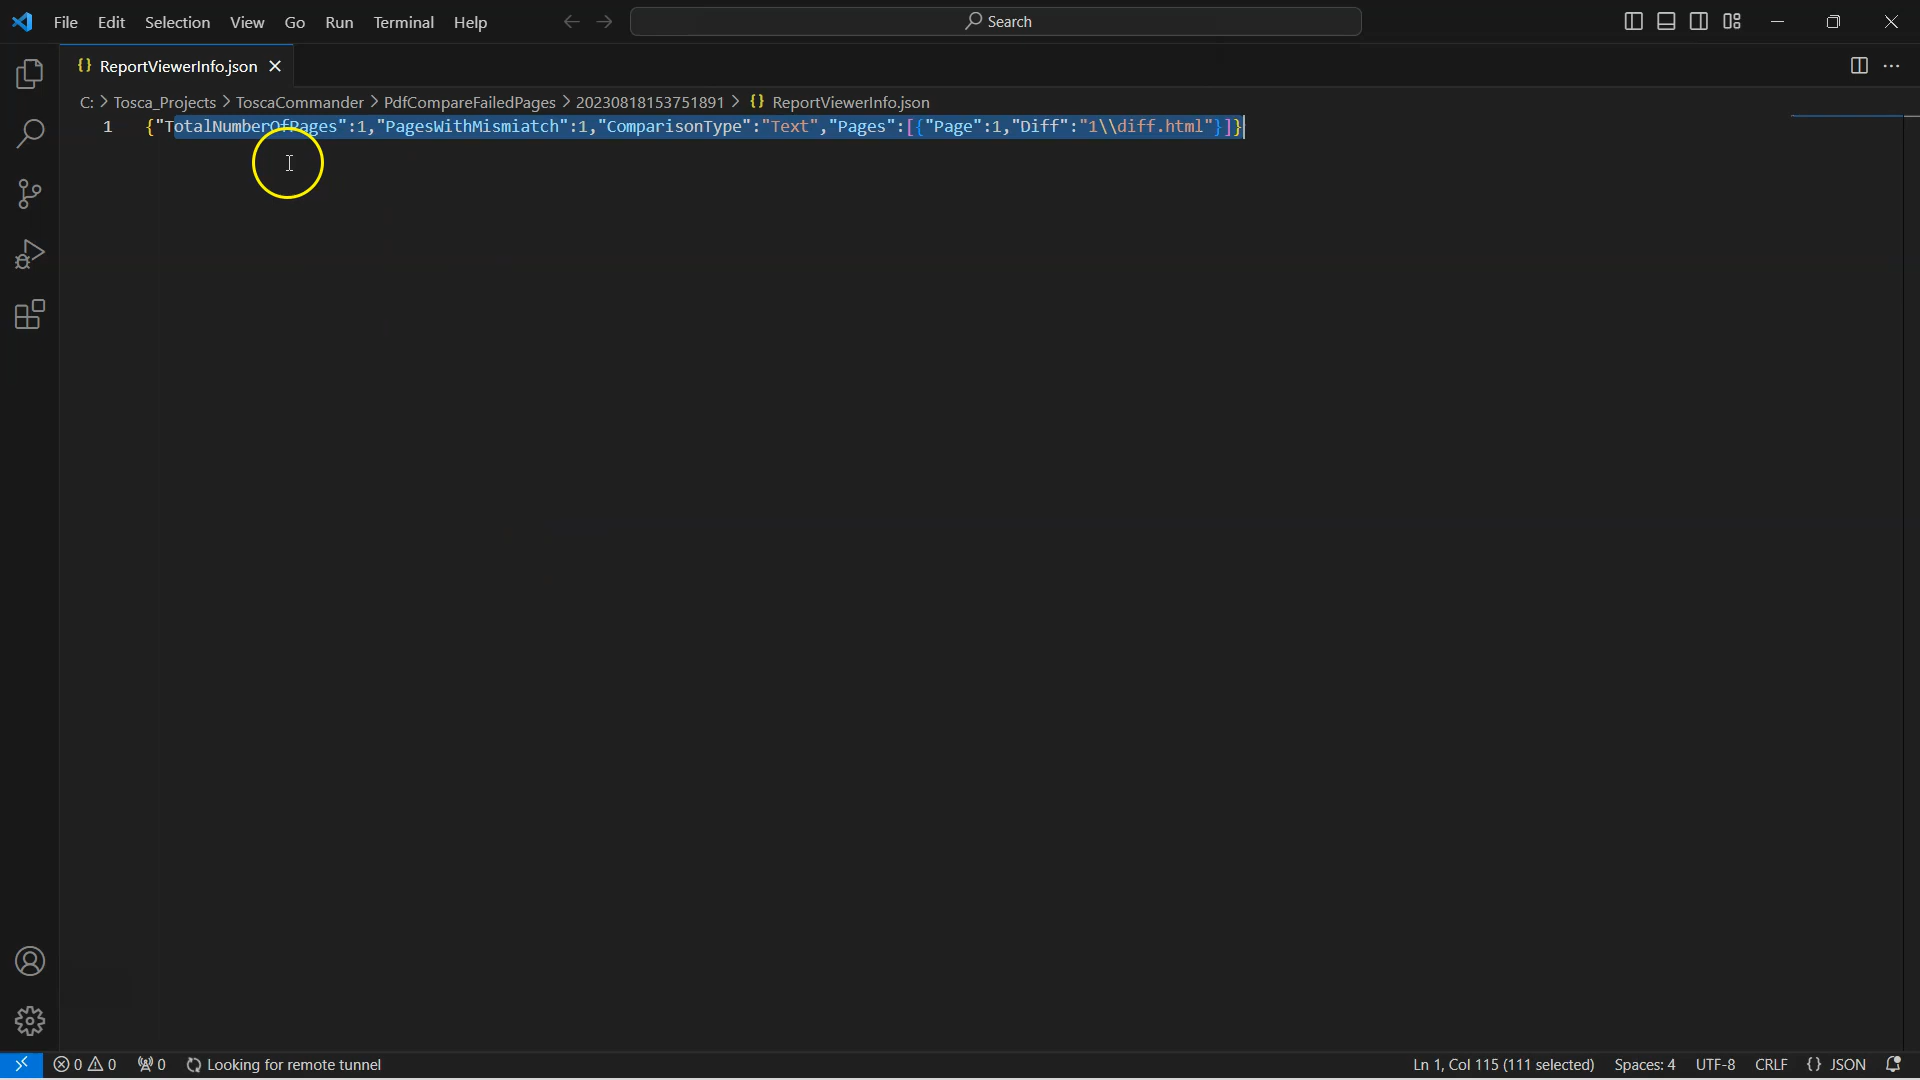 File Edit Selection View Go Run Terminal Help Search
{} ReportViewerInfo.json
C: > Tosca_Projects > ToscaCommander > PdfCompareFailedPages > 20230818153751891 > {} ReportViewerInfo.json
1 {"TotalNumberOfPages":1,"PagesWithMismiatch":1,"ComparisonType":"Text","Pages":[{"Page":1,"Diff":"1\\diff.html"}]}
0 0 0 Looking for remote tunnel Ln 1, Col 115 (111 selected) Spaces: 4 UTF-8 CRLF {} JSON